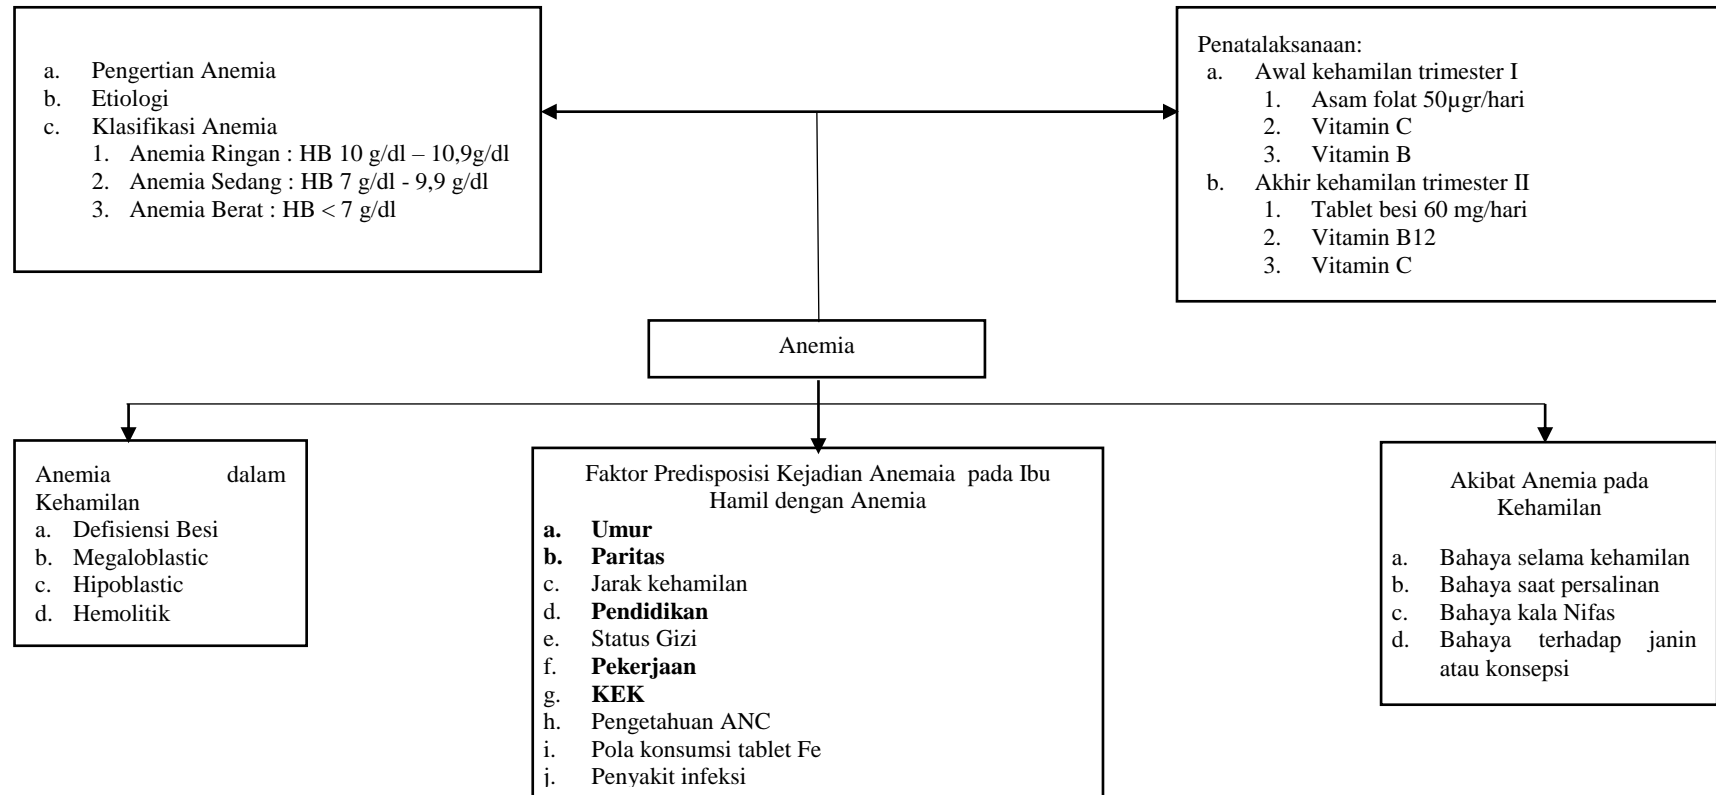 a. Pengertian Anemia
b. Etiologi
c. Klasifikasi Anemia
1. Anemia Ringan : HB 10 g/dl – 10,9g/dl
2. Anemia Sedang : HB 7 g/dl - 9,9 g/dl
3. Anemia Berat : HB < 7 g/dl
Penatalaksanaan:
a. Awal kehamilan trimester I
1. Asam folat 50µgr/hari
2. Vitamin C
3. Vitamin B
b. Akhir kehamilan trimester II
1. Tablet besi 60 mg/hari
2. Vitamin B12
3. Vitamin C
Anemia
Anemia dalam
Kehamilan
a. Defisiensi Besi
b. Megaloblastic
c. Hipoblastic
d. Hemolitik
Faktor Predisposisi Kejadian Anemaia pada Ibu
Hamil dengan Anemia
a. Umur
b. Paritas
c. Jarak kehamilan
d. Pendidikan
e. Status Gizi
f. Pekerjaan
g. KEK
h. Pengetahuan ANC
i. Pola konsumsi tablet Fe
j. Penyakit infeksi
Akibat Anemia pada
Kehamilan
a. Bahaya selama kehamilan
b. Bahaya saat persalinan
c. Bahaya kala Nifas
d. Bahaya terhadap janin
atau konsepsi